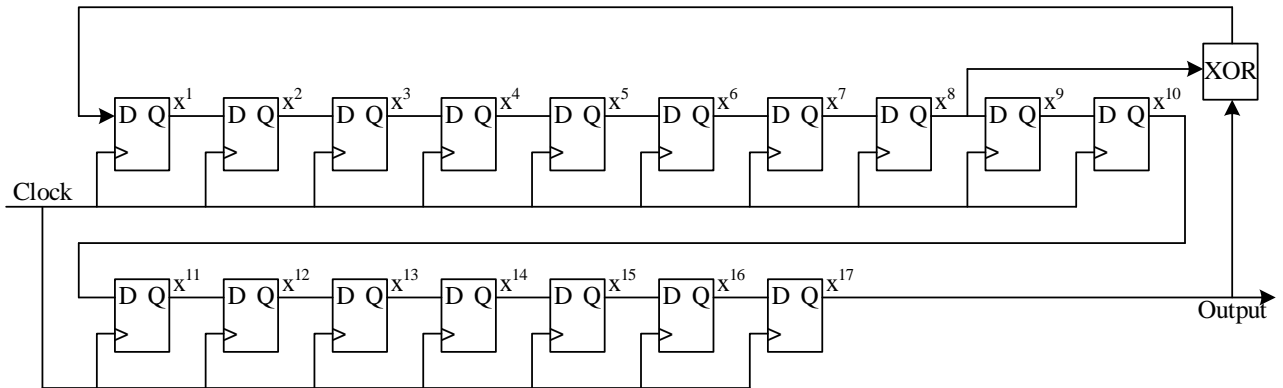 XOR
x¹ x² x³ x⁴ x⁵ x⁶ x⁷ x⁸ x⁹ x¹⁰
D Q D Q D Q D Q D Q D Q D Q D Q D Q D Q
Clock
x¹¹ x¹² x¹³ x¹⁴ x¹⁵ x¹⁶ x¹⁷
D Q D Q D Q D Q D Q D Q D Q
Output